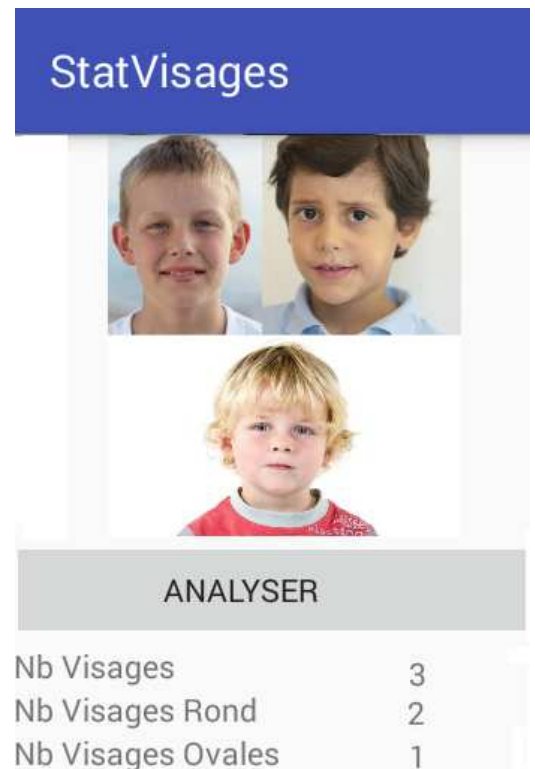 StatVisages
ANALYSER
Nb Visages 3
Nb Visages Rond 2
Nb Visages Ovales 1